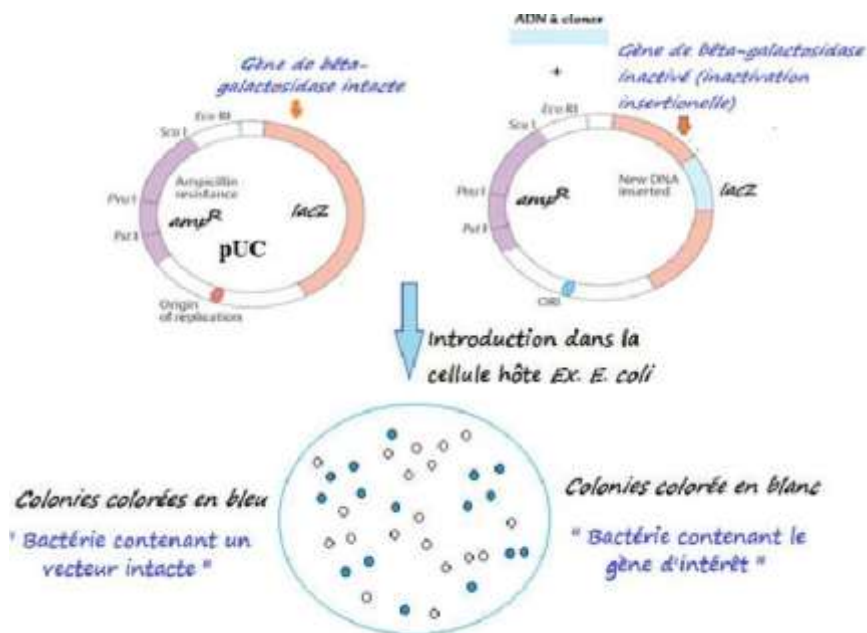 ADN à cloner
+
Gène de bêta-
galactosidase intacte
Gène de bêta-galactosidase
inactivé (inactivation
insertionelle)
Eco RI
Sca I
Ampicillin
resistance
Pvu I
ampR
lacZ
Pst I
pUC
Origin
of replication
Eco RI
Sca I
New DNA
inserted
Pvu I
ampR
lacZ
Pst I
ORI
Introduction dans la
cellule hôte Ex. E. coli
Colonies colorées en bleu
" Bactérie contenant un
vecteur intacte "
Colonies colorée en blanc
" Bactérie contenant le
gène d'intérêt "